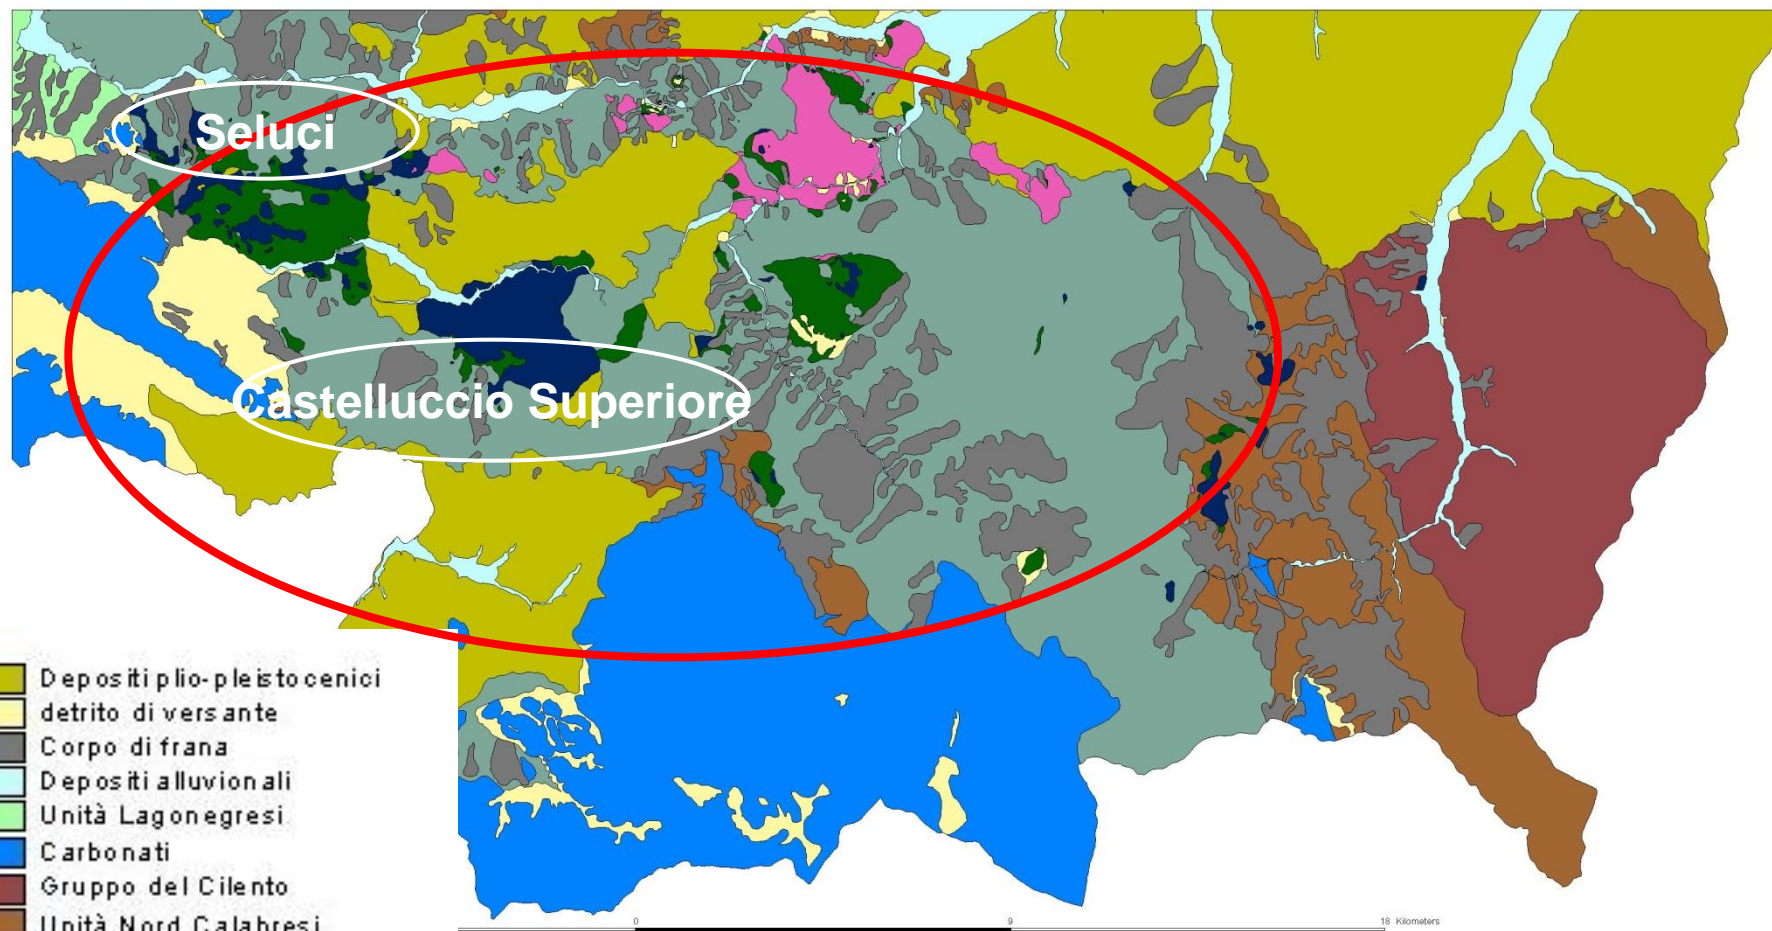 Seluci
Castelluccio Superiore
Depositi plio-pleistocenici
detrito di versante
Corpo di frana
Depositi alluvionali
Unità Lagonegresi
Carbonati
Gruppo del Cilento
Unità Nord Calabresi
0 9 18 Kilometers